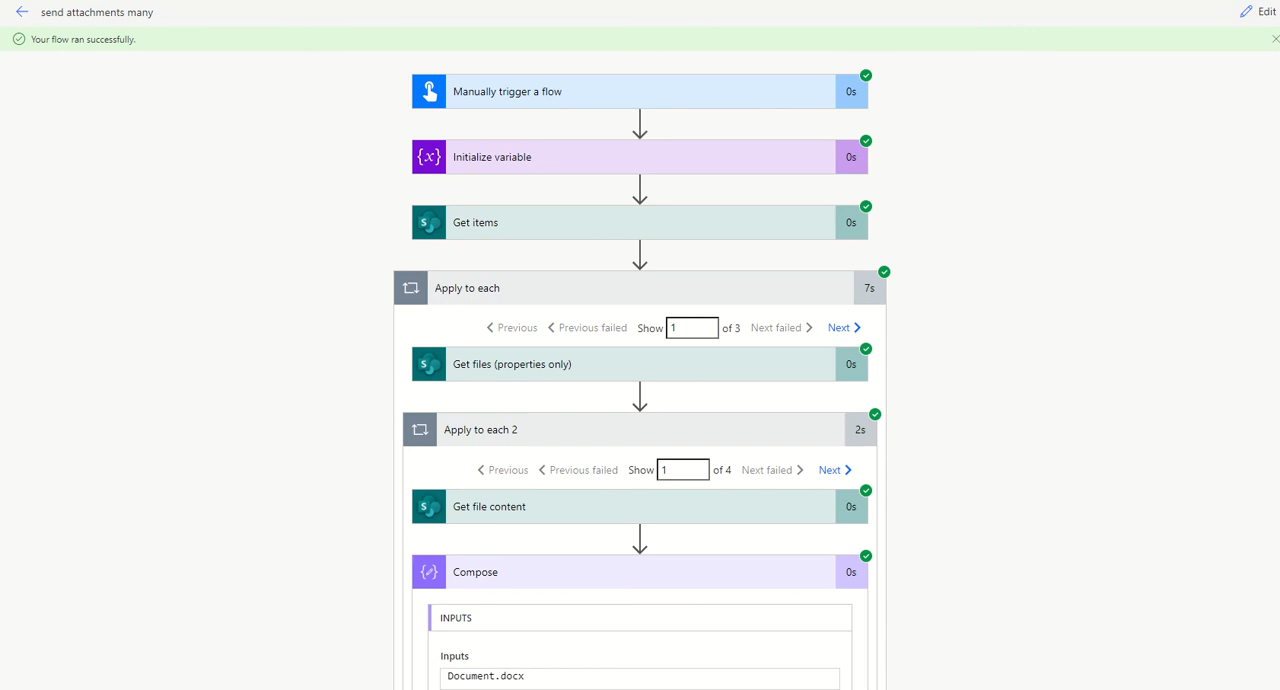 send attachments many
Edit
Your flow ran successfully.
Manually trigger a flow 0s
{x} Initialize variable 0s
S Get items 0s
Apply to each 7s
Previous Previous failed Show 1 of 3 Next failed Next
S Get files (properties only) 0s
Apply to each 2 2s
Previous Previous failed Show 1 of 4 Next failed Next
S Get file content 0s
Compose 0s
INPUTS
Inputs
Document.docx